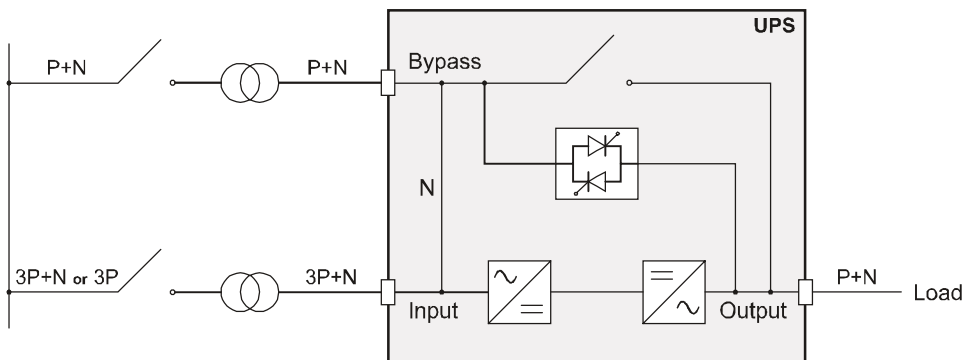 UPS
P+N
P+N
Bypass
N
3P+N or 3P
3P+N
Input
Output
P+N
Load